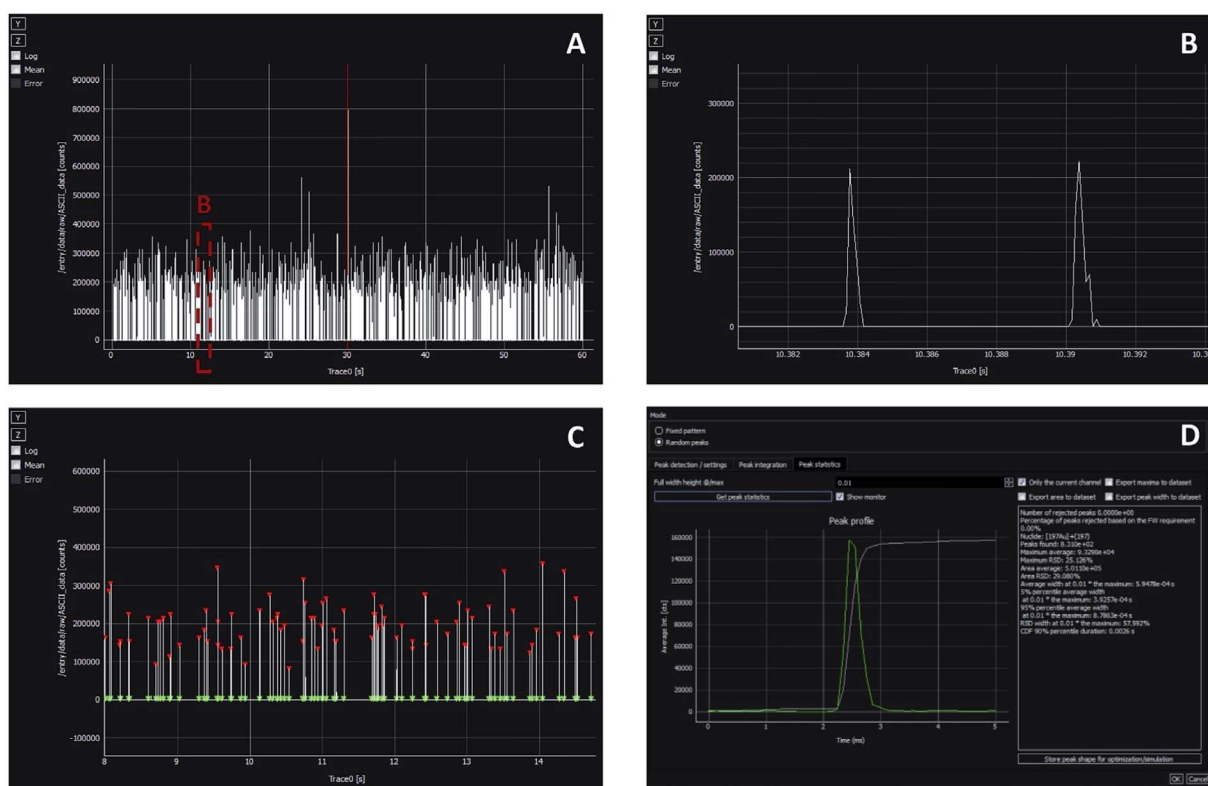 Y
Z
Log
Mean
Error
A
900000
800000
700000
600000
500000
400000
300000
200000
100000
0
/entry/data/raw/ASCII_data [counts]
B
0 10 20 30 40 50 60
Trace0 [s]
Y
Z
Log
Mean
Error
B
300000
200000
100000
0
/entry/data/raw/ASCII_data [counts]
10.382 10.384 10.386 10.388 10.39 10.392
Trace0 [s]
Y
Z
Log
Mean
Error
C
600000
500000
400000
300000
200000
100000
0
-100000
/entry/data/raw/ASCII_data [counts]
8 9 10 11 12 13 14
Trace0 [s]
Mode
Fixed pattern
Random peaks
D
Peak detection / settings Peak integration Peak statistics
Full width height @/max 0.01
Only the current channel Export maxima to dataset
Get peak statistics Show monitor
Export area to dataset Export peak width to dataset
Peak profile
160000
140000
120000
100000
80000
60000
40000
20000
0
0 1 2 3 4 5
Time (ms)
Number of rejected peaks 0.0000e+00
Percentage of peaks rejected based on the FW requirement
0.00%
Nuclide: [197Au]+(197)
Peaks found: 8.310e+02
Maximum average: 9.3290e+04
Maximum RSD: 25.126%
Area average: 5.0110e+05
Area RSD: 29.080%
Average width at 0.01 * the maximum: 5.9478e-04 s
5% percentile average width
at 0.01 * the maximum: 3.9257e-04 s
95% percentile average width
at 0.01 * the maximum: 8.7863e-04 s
RSD width at 0.01 * the maximum: 57.592%
CDF 90% percentile duration: 0.0026 s
Store peak shape for optimization/simulation
OK Cancel